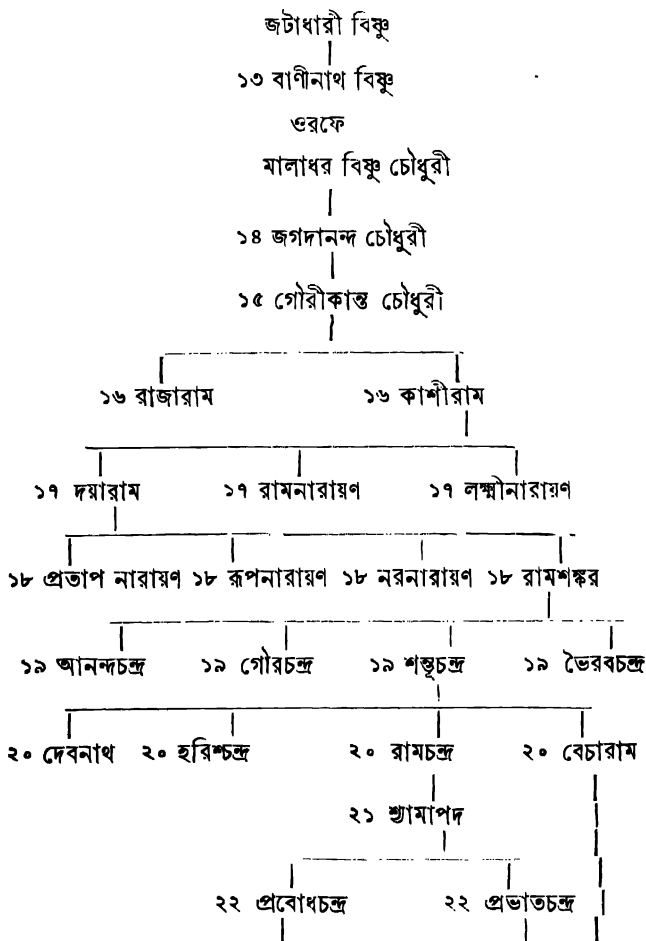 জটাধারী বিষ্ণু
১৩ বাণীনাথ বিষ্ণু
ওরফে
মালাধর বিষ্ণু চৌধুরী
১৪ জগদানন্দ চৌধুরী
১৫ গৌরীকান্ত চৌধুরী
১৬ রাজারাম ১৬ কাশীরাম
১৭ দয়ারাম ১৭ রামনারায়ণ ১৭ লক্ষ্মীনারায়ণ
১৮ প্রতাপ নারায়ণ ১৮ রূপনারায়ণ ১৮ নরনারায়ণ ১৮ রামশঙ্কর
১৯ আনন্দচন্দ্র ১৯ গৌরচন্দ্র ১৯ শম্ভূচন্দ্র ১৯ ভৈরবচন্দ্র
২০ দেবনাথ ২০ হরিশ্চন্দ্র ২০ রামচন্দ্র ২০ বেচারাম
২১ শ্যামাপদ
২২ প্রবোধচন্দ্র ২২ প্রভাতচন্দ্র